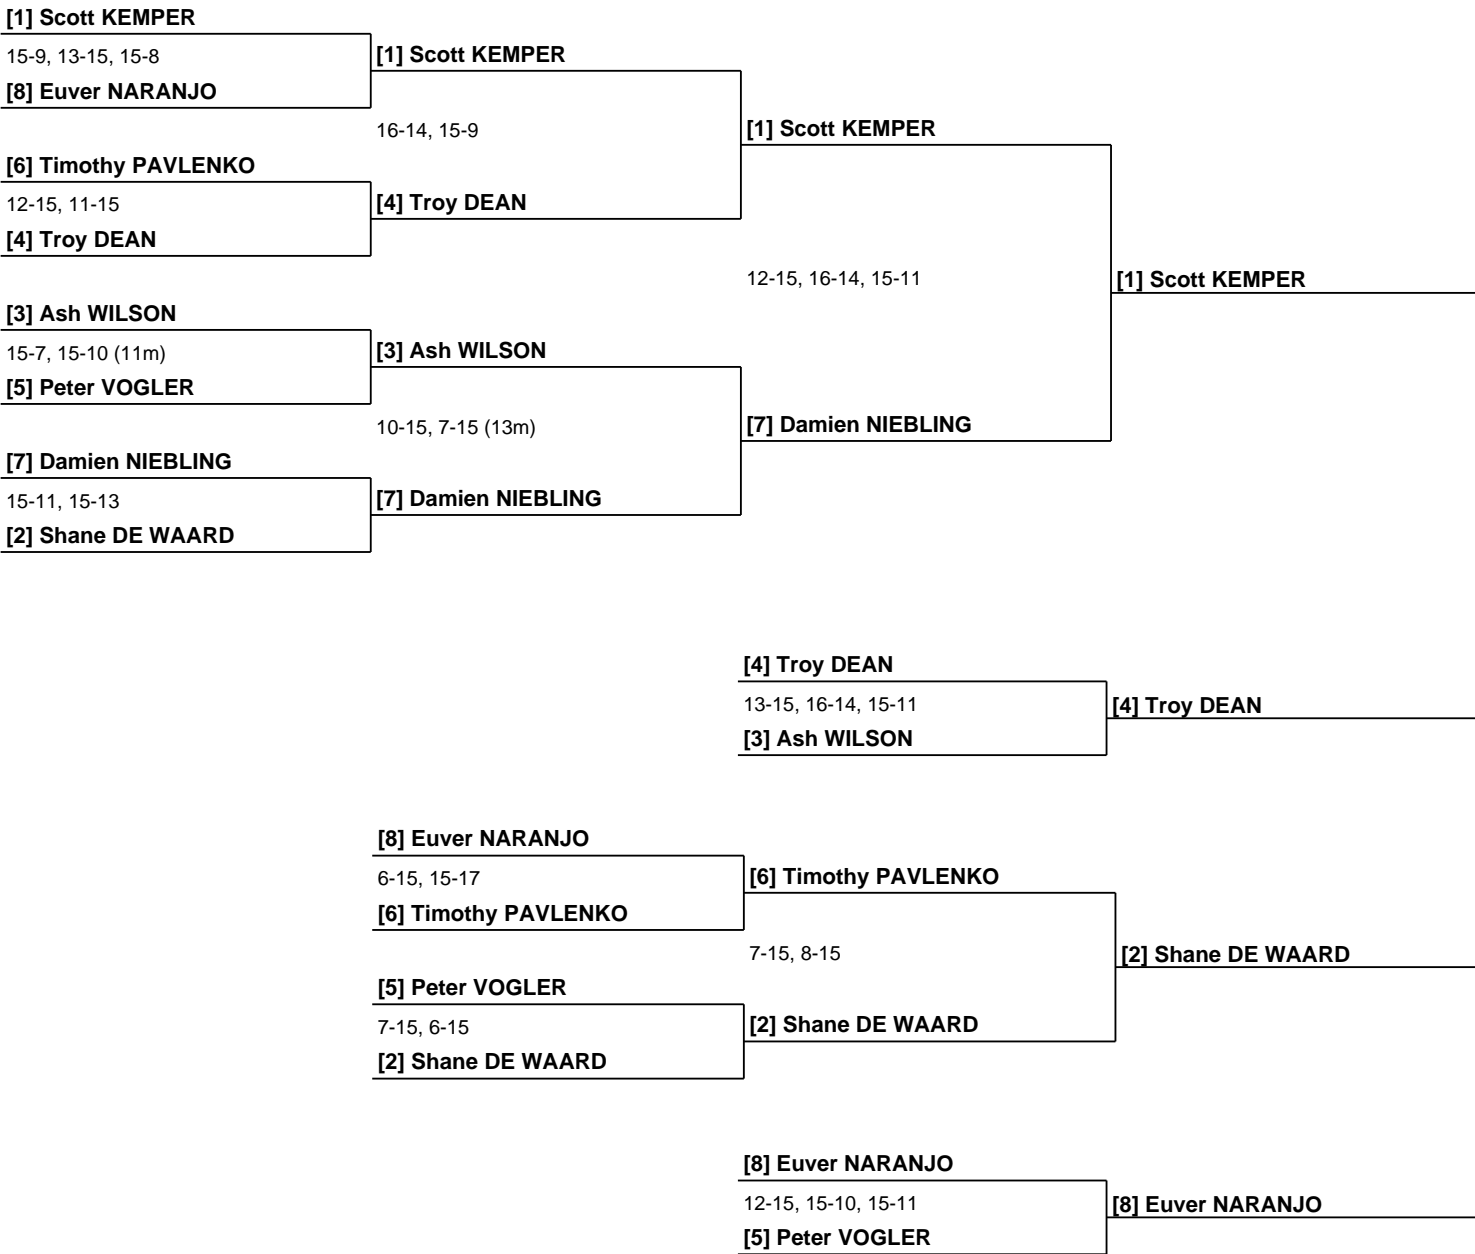 [1] Scott KEMPER
15-9, 13-15, 15-8
[1] Scott KEMPER
[8] Euver NARANJO
16-14, 15-9
[1] Scott KEMPER
[6] Timothy PAVLENKO
12-15, 11-15
[4] Troy DEAN
[4] Troy DEAN
12-15, 16-14, 15-11
[1] Scott KEMPER
[3] Ash WILSON
15-7, 15-10 (11m)
[3] Ash WILSON
[5] Peter VOGLER
10-15, 7-15 (13m)
[7] Damien NIEBLING
[7] Damien NIEBLING
15-11, 15-13
[7] Damien NIEBLING
[2] Shane DE WAARD
[4] Troy DEAN
13-15, 16-14, 15-11
[4] Troy DEAN
[3] Ash WILSON
[8] Euver NARANJO
6-15, 15-17
[6] Timothy PAVLENKO
[6] Timothy PAVLENKO
7-15, 8-15
[2] Shane DE WAARD
[5] Peter VOGLER
7-15, 6-15
[2] Shane DE WAARD
[2] Shane DE WAARD
[8] Euver NARANJO
12-15, 15-10, 15-11
[8] Euver NARANJO
[5] Peter VOGLER